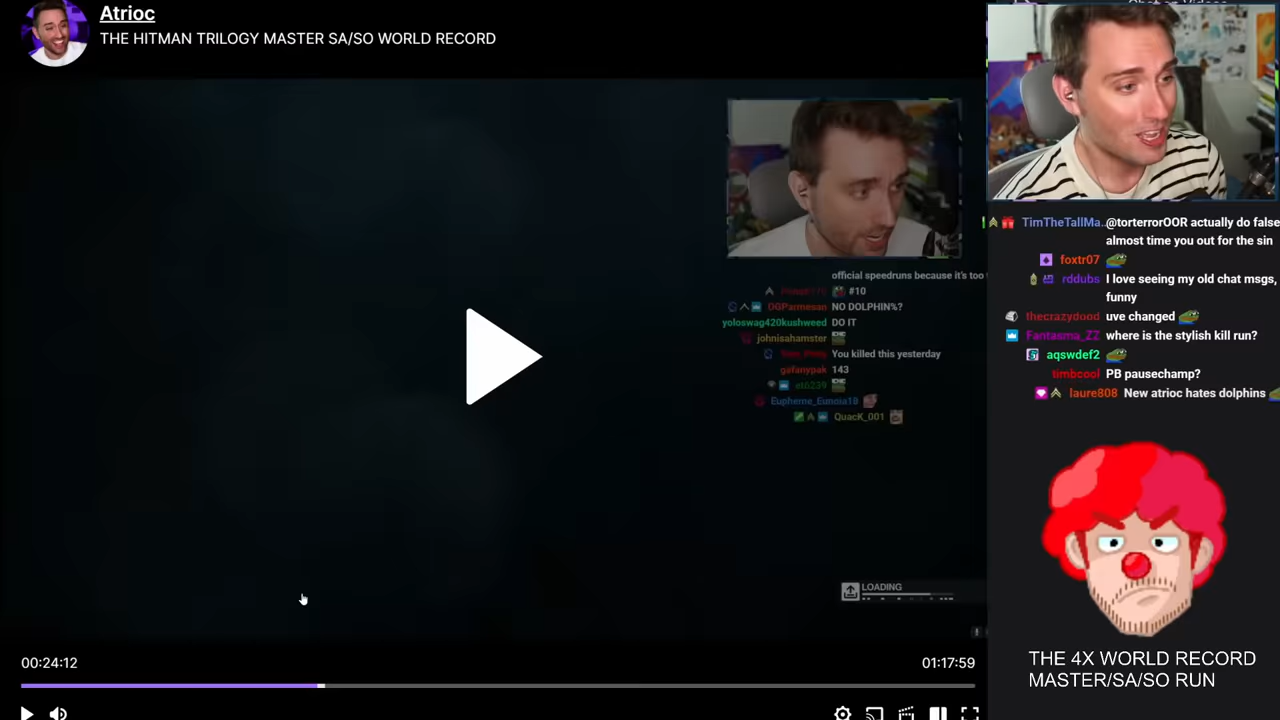 Atrioc
THE HITMAN TRILOGY MASTER SA/SO WORLD RECORD
official speedruns because it's too
#10
OGParmesan NO DOLPHIN%?
yoloswag420kushweed DO IT
johnisahamster
You killed this yesterday
gafanypak 143
Eupheme_Eunoia18
QuacK_001
LOADING
00:24:12
01:17:59
TimTheTallMa.. @torterrorOOR actually do false
almost time you out for the sin
foxtr07
rddubs I love seeing my old chat msgs,
funny
thecrazydood uve changed
Fantasma_ZZ where is the stylish kill run?
aqswdef2
timbcool PB pausechamp?
laure808 New atrioc hates dolphins
THE 4X WORLD RECORD
MASTER/SA/SO RUN